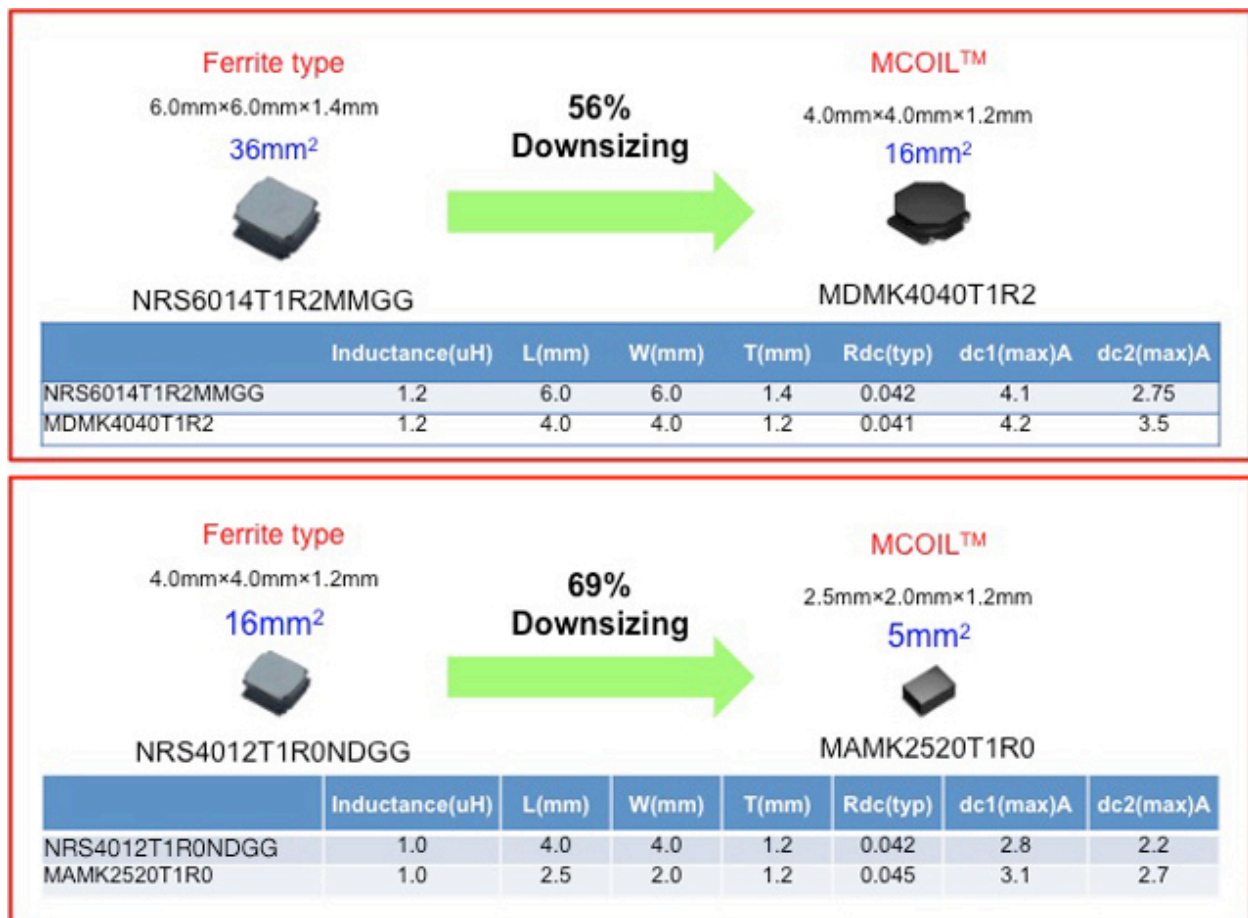 Ferrite type
6.0mm×6.0mm×1.4mm
36mm²
56%
Downsizing
MCOIL™
4.0mm×4.0mm×1.2mm
16mm²
NRS6014T1R2MMGG
MDMK4040T1R2
Inductance(uH) L(mm) W(mm) T(mm) Rdc(typ) dc1(max)A dc2(max)A
NRS6014T1R2MMGG 1.2 6.0 6.0 1.4 0.042 4.1 2.75
MDMK4040T1R2 1.2 4.0 4.0 1.2 0.041 4.2 3.5
Ferrite type
4.0mm×4.0mm×1.2mm
16mm²
69%
Downsizing
MCOIL™
2.5mm×2.0mm×1.2mm
5mm²
NRS4012T1R0NDGG
MAMK2520T1R0
Inductance(uH) L(mm) W(mm) T(mm) Rdc(typ) dc1(max)A dc2(max)A
NRS4012T1R0NDGG 1.0 4.0 4.0 1.2 0.042 2.8 2.2
MAMK2520T1R0 1.0 2.5 2.0 1.2 0.045 3.1 2.7